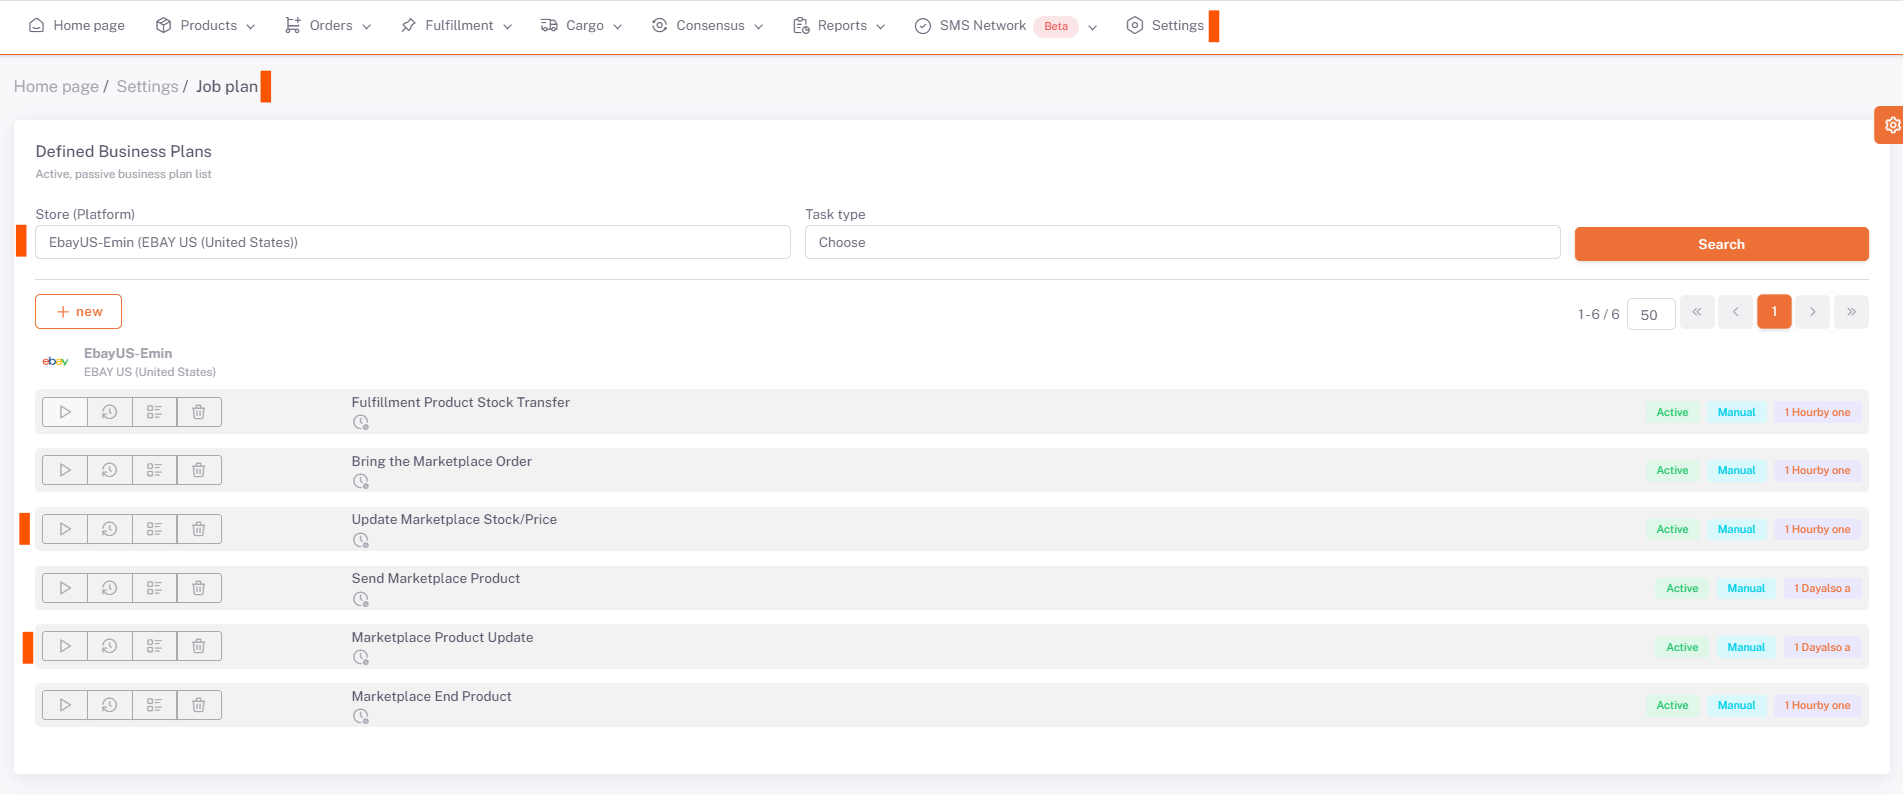 Home page Products Orders Fulfillment Cargo Consensus Reports SMS Network Beta Settings
Home page / Settings / Job plan
Defined Business Plans
Active, passive business plan list
Store (Platform) Task type
EbayUS-Emin (EBAY US (United States)) Choose Search
+ new 1-6 / 6 50 « < 1 > »
ebay EbayUS-Emin
EBAY US (United States)
Fulfillment Product Stock Transfer Active Manual 1 Hourby one
Bring the Marketplace Order Active Manual 1 Hourby one
Update Marketplace Stock/Price Active Manual 1 Hourby one
Send Marketplace Product Active Manual 1 Dayalso a
Marketplace Product Update Active Manual 1 Dayalso a
Marketplace End Product Active Manual 1 Hourby one